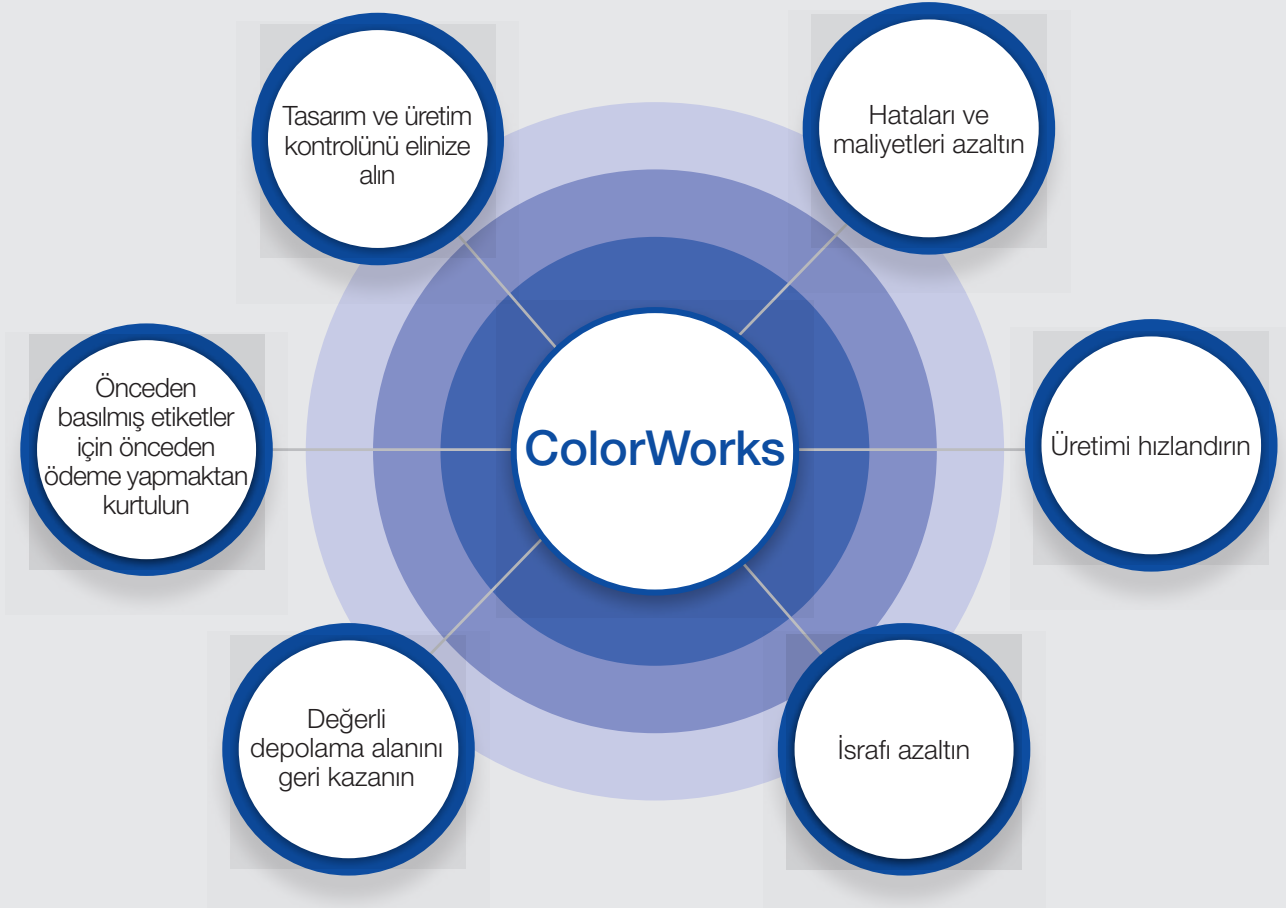 Tasarım ve üretim
kontrolünü elinize
alın
Hataları ve
maliyetleri azaltın
Önceden
basılmış etiketler
için önceden
ödeme yapmaktan
kurtulun
ColorWorks
Üretimi hızlandırın
Değerli
depolama alanını
geri kazanın
İsrafı azaltın